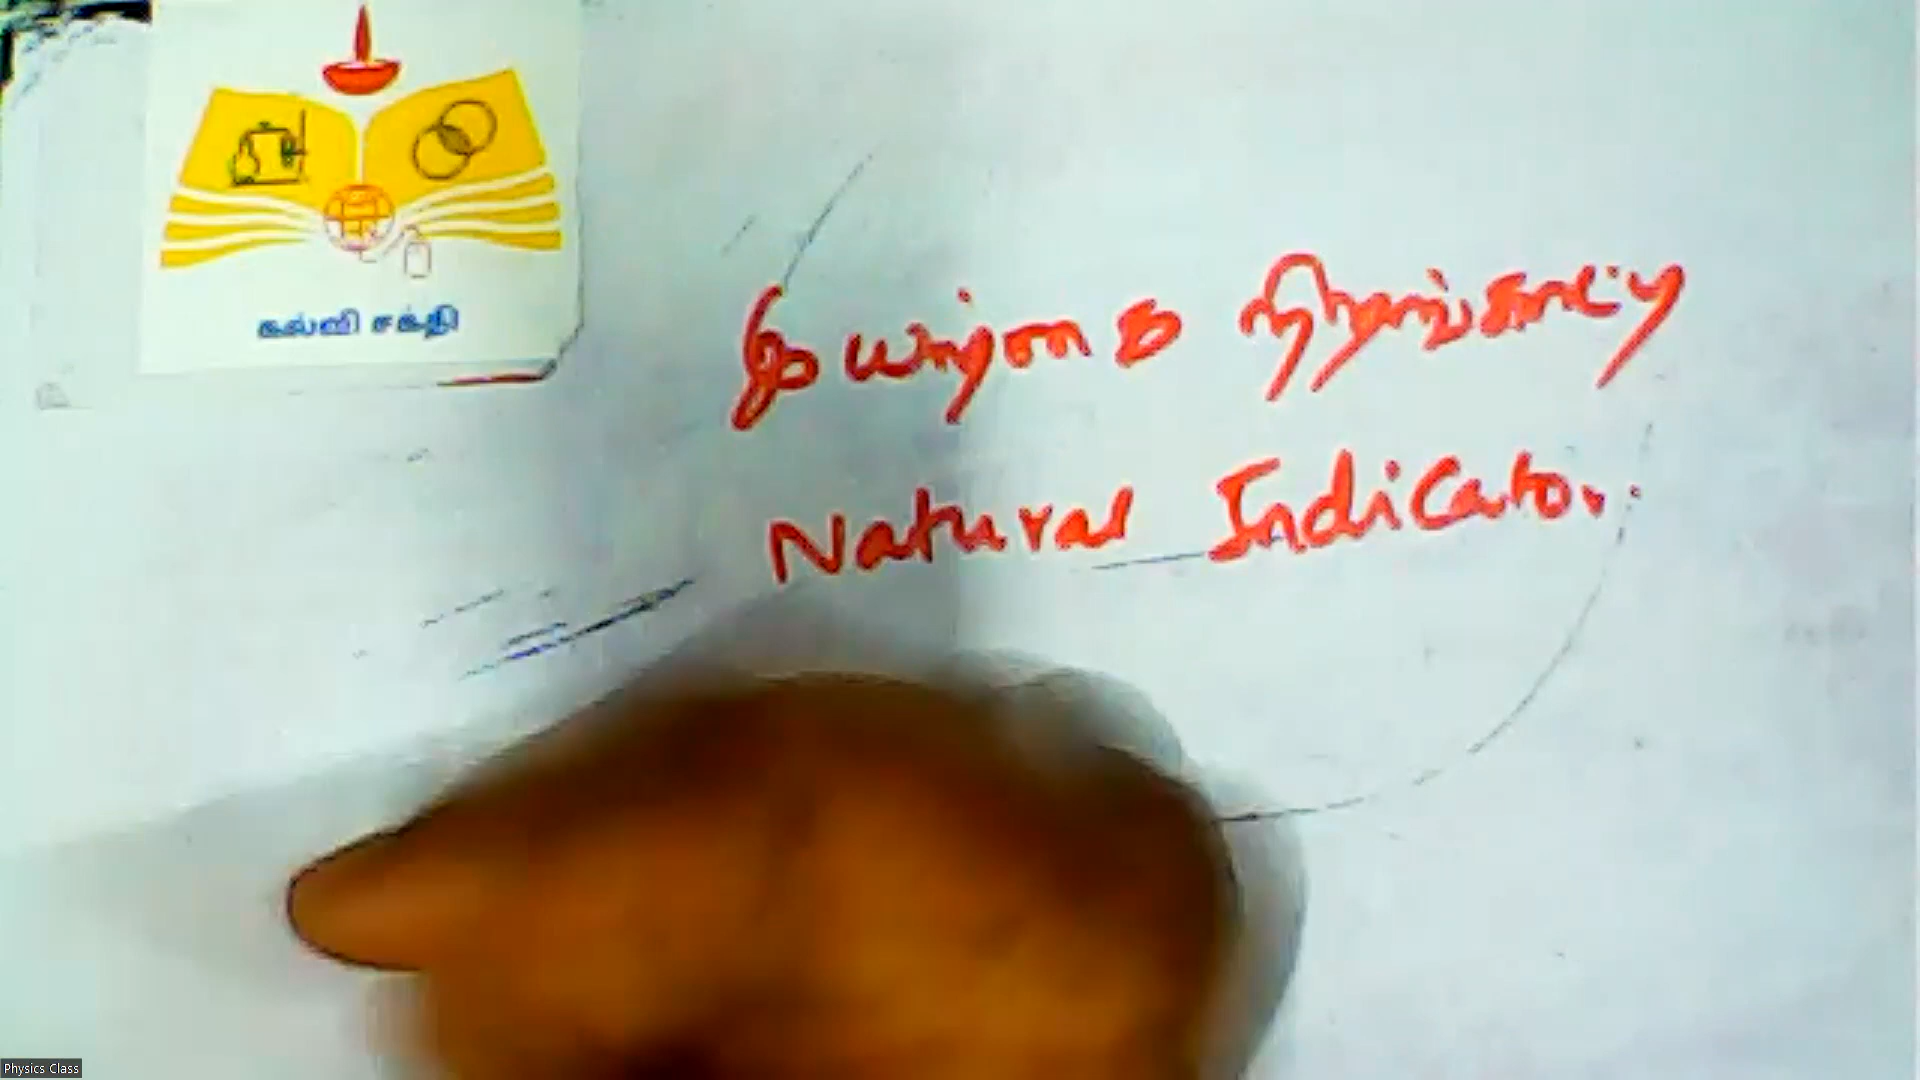 கல்வி சக்தி
இயற்கை நிறங்காட்டி
Natural Indicator
Physics Class